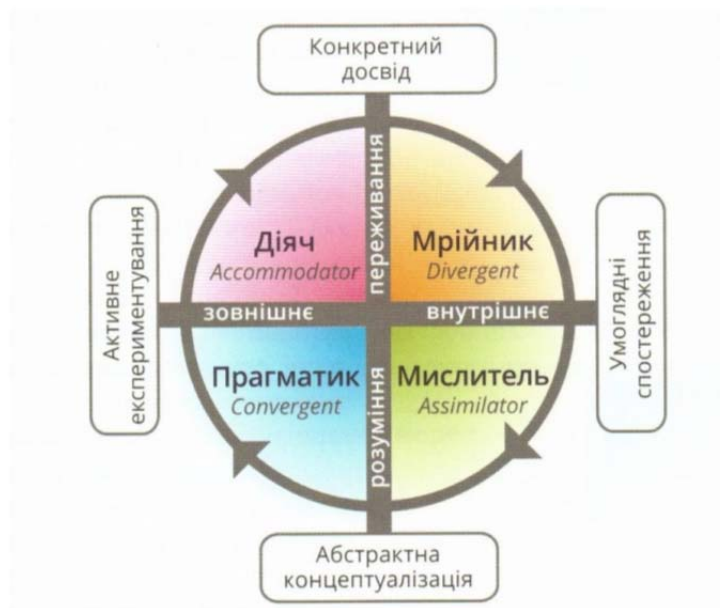 Конкретний
досвід
переживання
Діяч
Accommodator
Мрійник
Divergent
Активне
експериментування
зовнішнє
внутрішнє
Умоглядні
спостереження
Прагматик
Convergent
Мислитель
Assimilator
розуміння
Абстрактна
концептуалізація